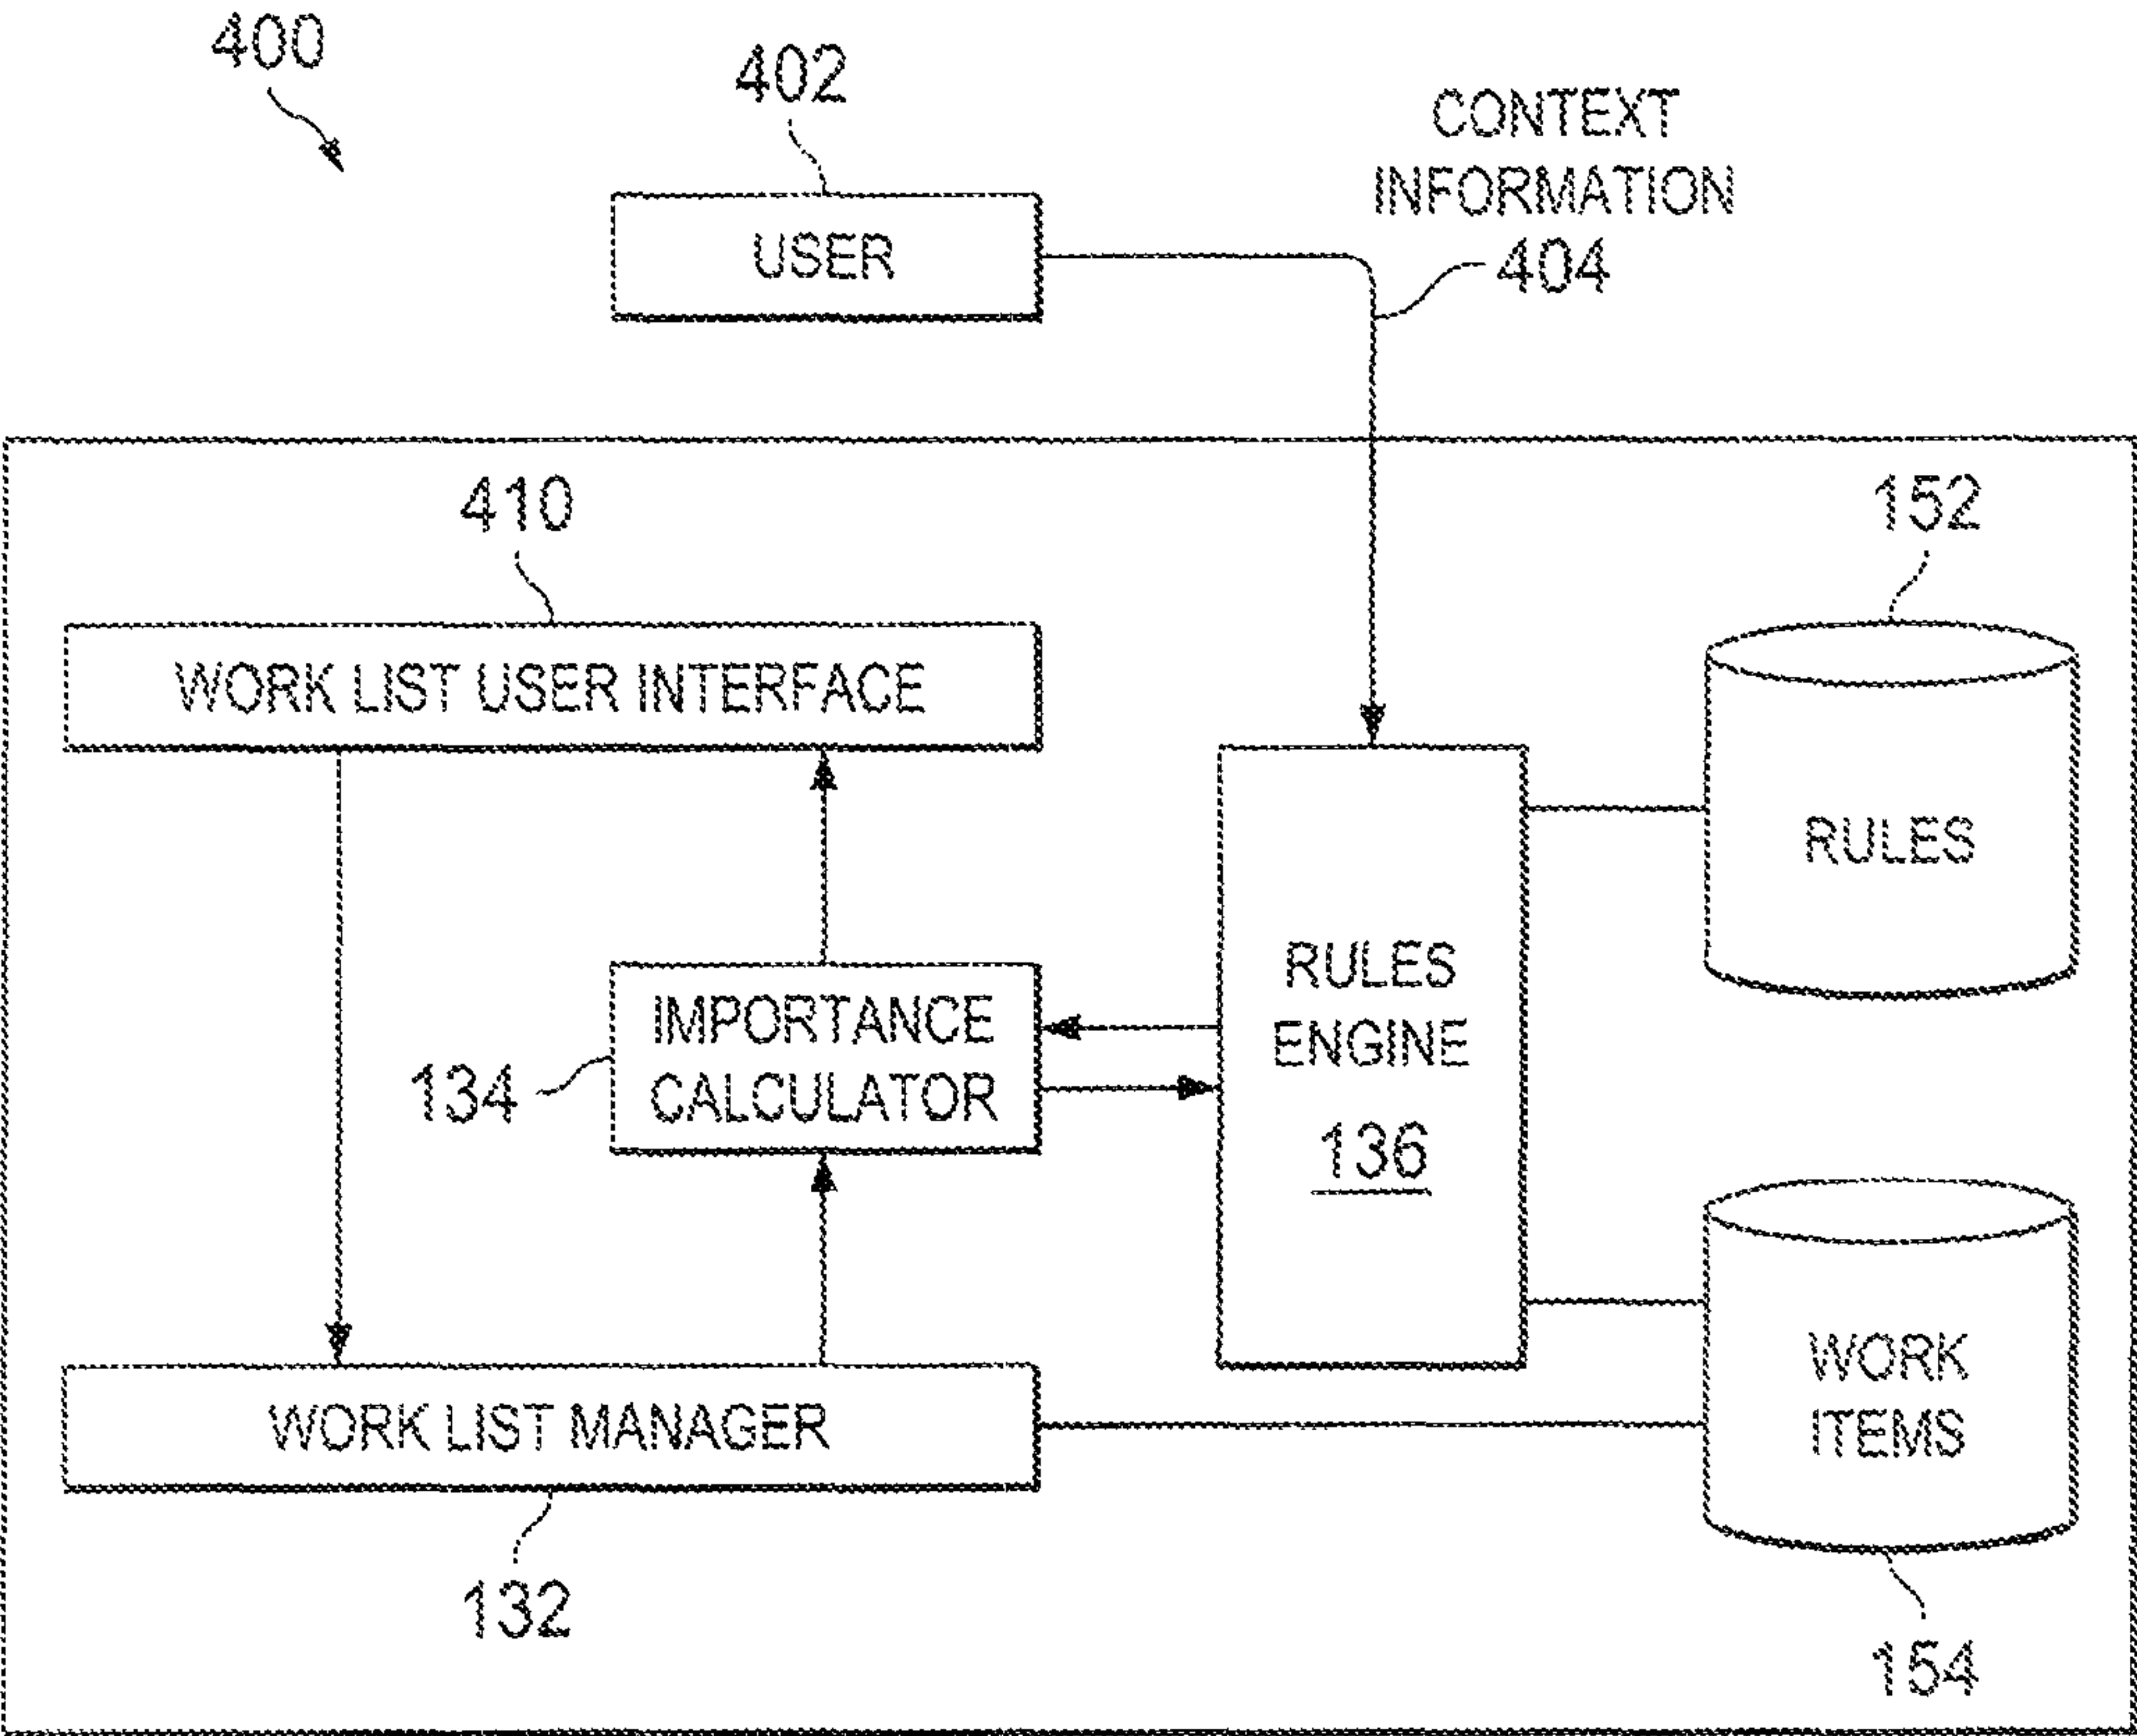 400
402
CONTEXT
INFORMATION
404
USER
410
152
WORK LIST USER INTERFACE
RULES
IMPORTANCE
CALCULATOR
134
RULES
ENGINE
136
WORK
ITEMS
WORK LIST MANAGER
132
154